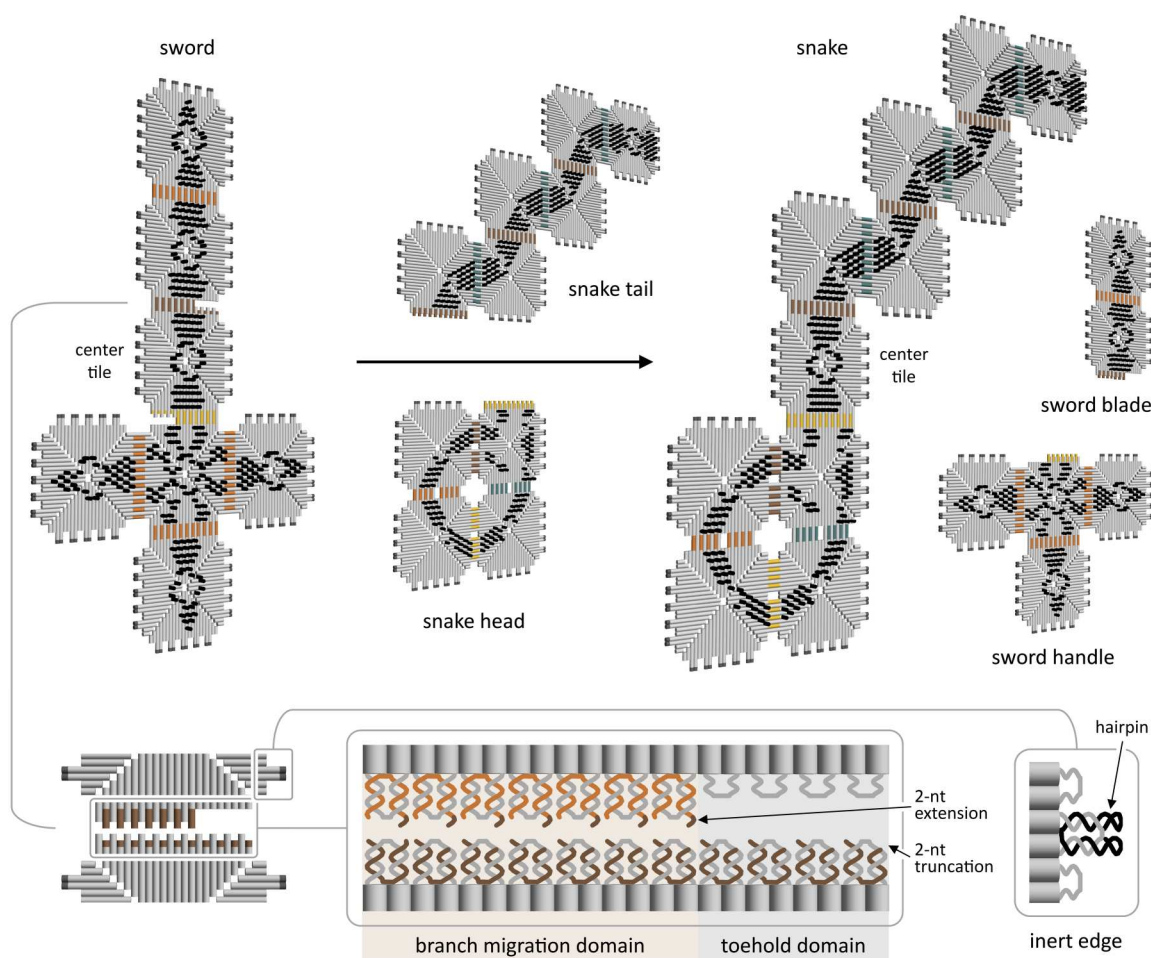 sword
snake
snake tail
center
tile
center
tile
sword blade
snake head
sword handle
hairpin
2-nt
extension
2-nt
truncation
branch migration domain
toehold domain
inert edge